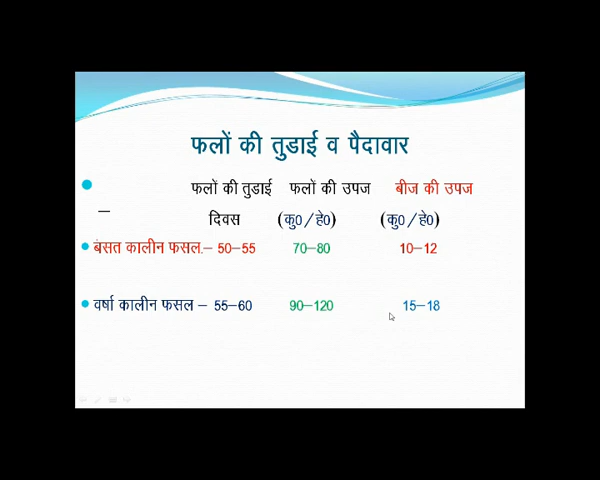 फलों की तुडाई व पैदावार
फलों की तुडाई फलों की उपज बीज की उपज
— दिवस (कु0/हे0) (कु0/हे0)
बसत कालीन फसल.– 50–55 70–80 10–12
वर्षा कालीन फसल – 55–60 90–120 15–18